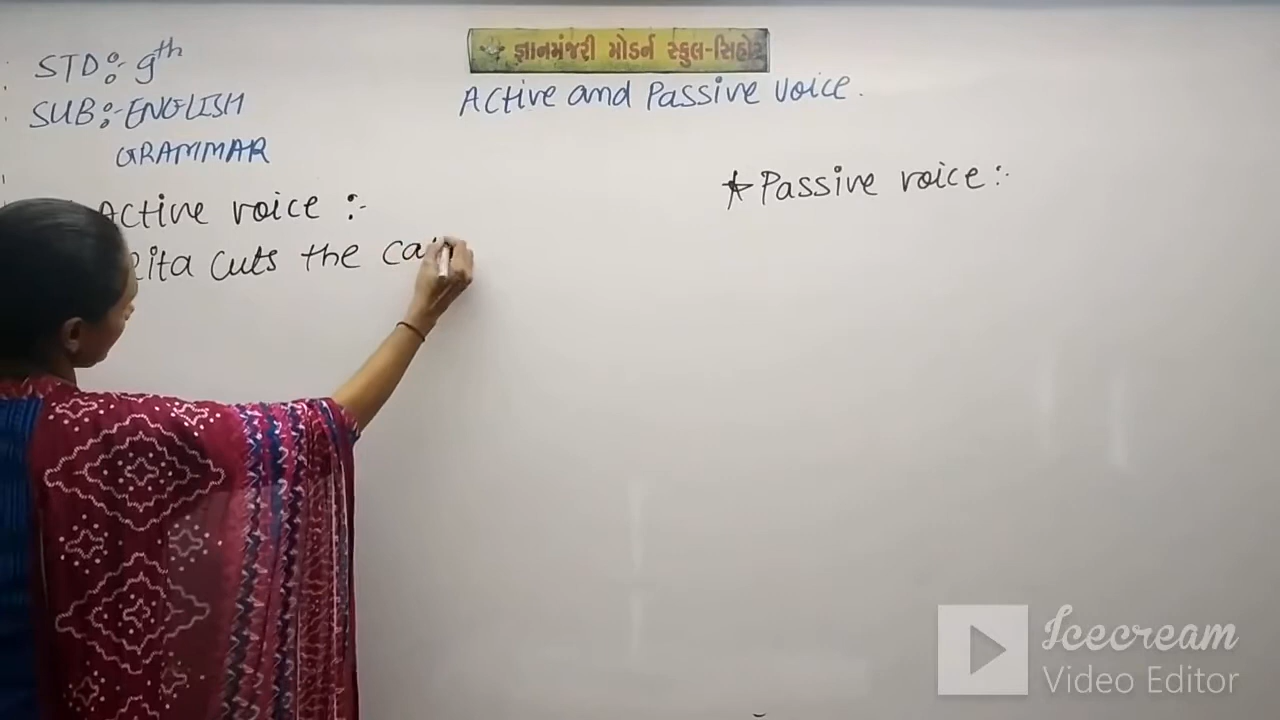 જ્ઞાનમંજરી મોડર્ન સ્કુલ-સિહોર
STD:- 9th
SUB:-ENGLISH
GRAMMAR
Active and Passive voice.
Active voice :-
Rita cuts the
★ Passive voice :-
Icecream
Video Editor